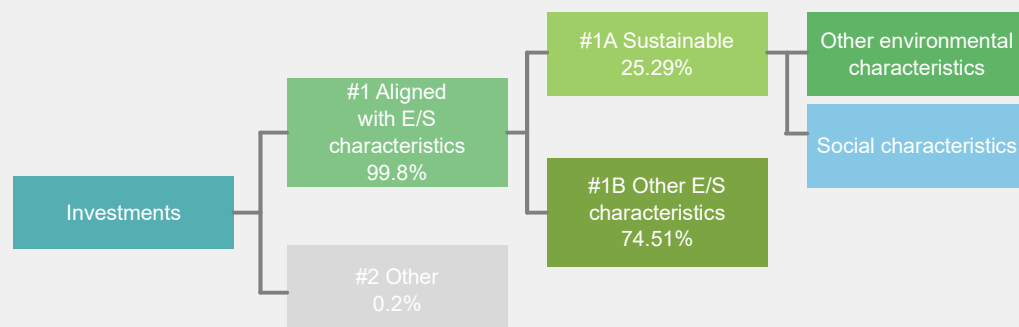 Investments
#1 Aligned
with E/S
characteristics
99.8%
#2 Other
0.2%
#1A Sustainable
25.29%
#1B Other E/S
characteristics
74.51%
Other environmental
characteristics
Social characteristics